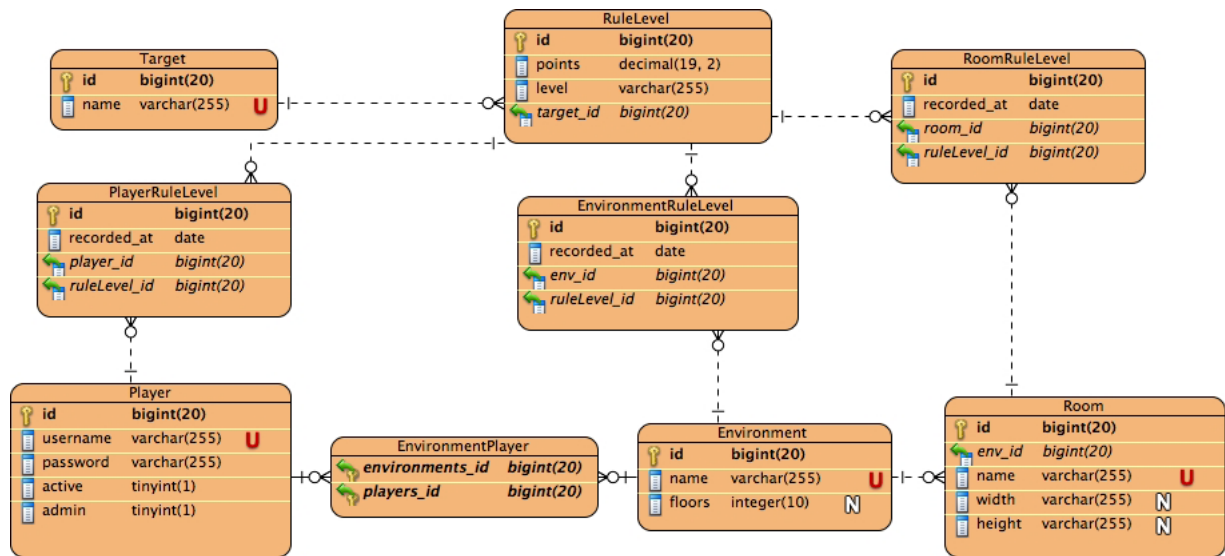 RuleLevel
id bigint(20)
points decimal(19, 2)
level varchar(255)
target_id bigint(20)
Target
id bigint(20)
name varchar(255) U
RoomRuleLevel
id bigint(20)
recorded_at date
room_id bigint(20)
ruleLevel_id bigint(20)
PlayerRuleLevel
id bigint(20)
recorded_at date
player_id bigint(20)
ruleLevel_id bigint(20)
EnvironmentRuleLevel
id bigint(20)
recorded_at date
env_id bigint(20)
ruleLevel_id bigint(20)
Player
id bigint(20)
username varchar(255) U
password varchar(255)
active tinyint(1)
admin tinyint(1)
EnvironmentPlayer
environments_id bigint(20)
players_id bigint(20)
Environment
id bigint(20)
name varchar(255) U
floors integer(10) N
Room
id bigint(20)
env_id bigint(20)
name varchar(255) U
width varchar(255) N
height varchar(255) N